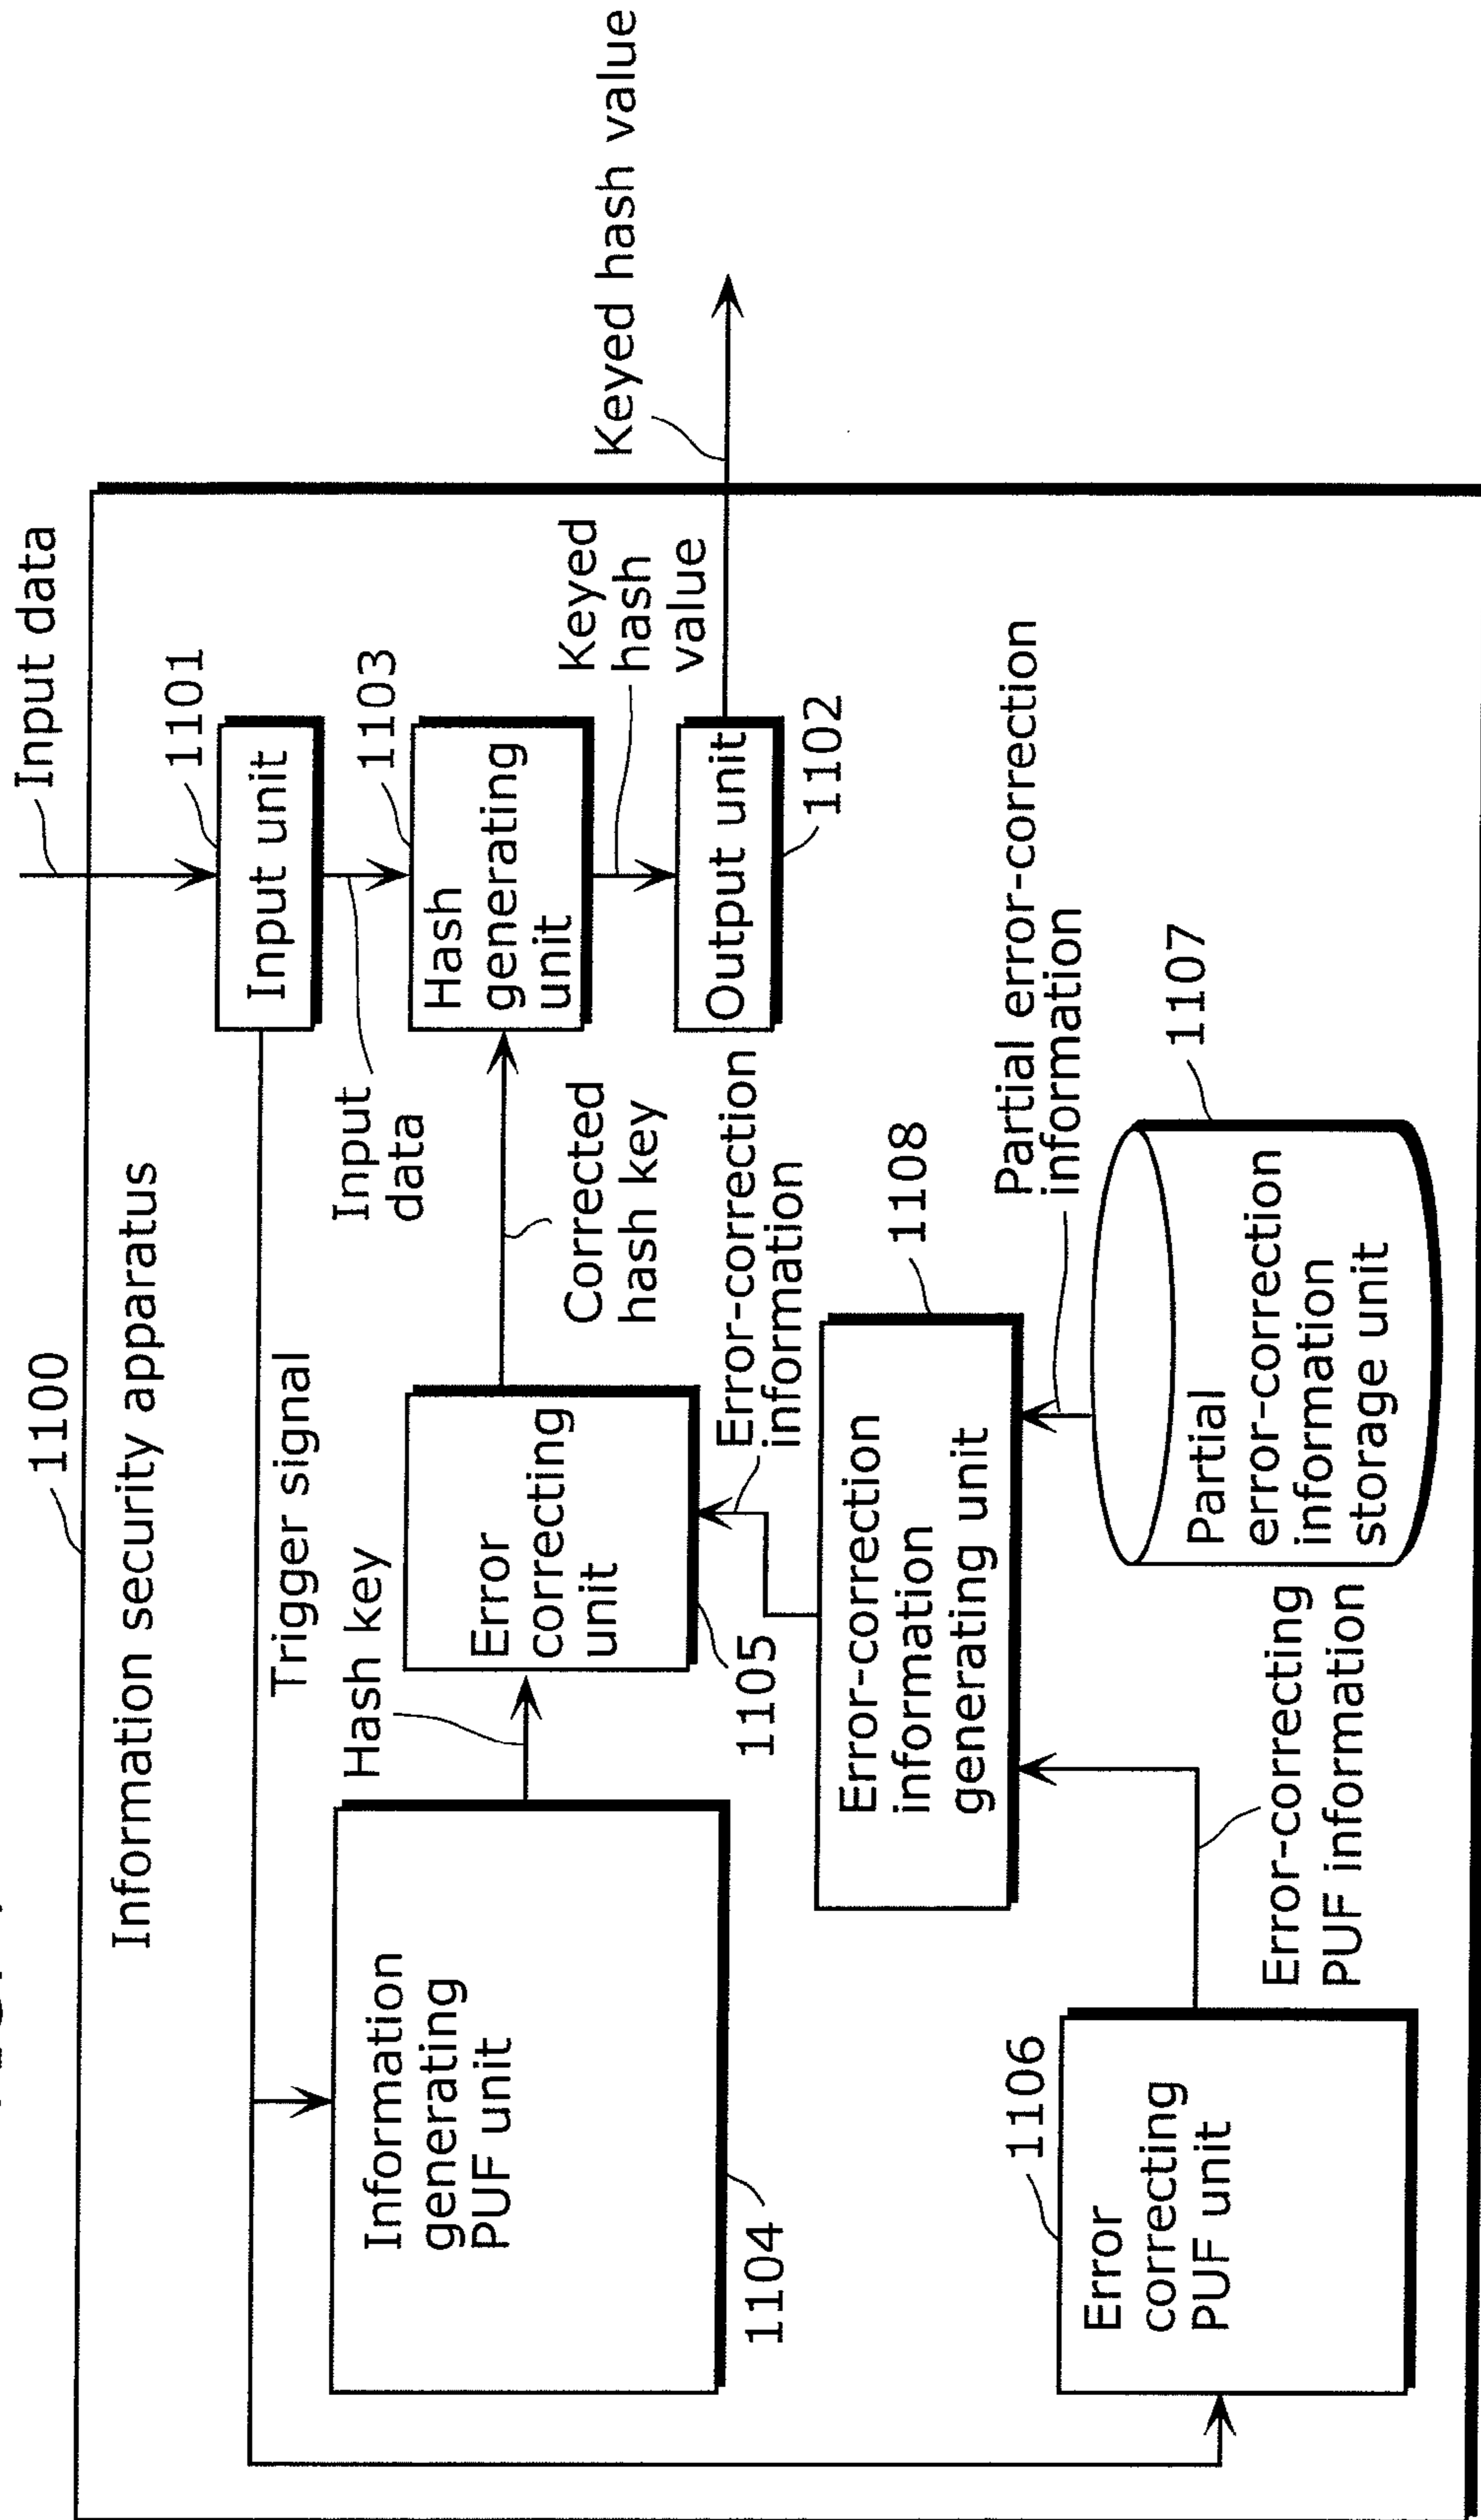 1100
Information security apparatus
Input data
Trigger signal
1101
Input unit
Input
data
1103
Hash
generating
unit
Keyed
hash
value
Output unit
1102
Keyed hash value
Information
generating
PUF unit
1104
Hash key
Error
correcting
unit
1105
Corrected
hash key
Error-correction
information
1108
Error-correction
information
generating unit
Partial error-correction
information
1107
Partial
error-correction
information
storage unit
Error-correcting
PUF information
1106
Error
correcting
PUF unit